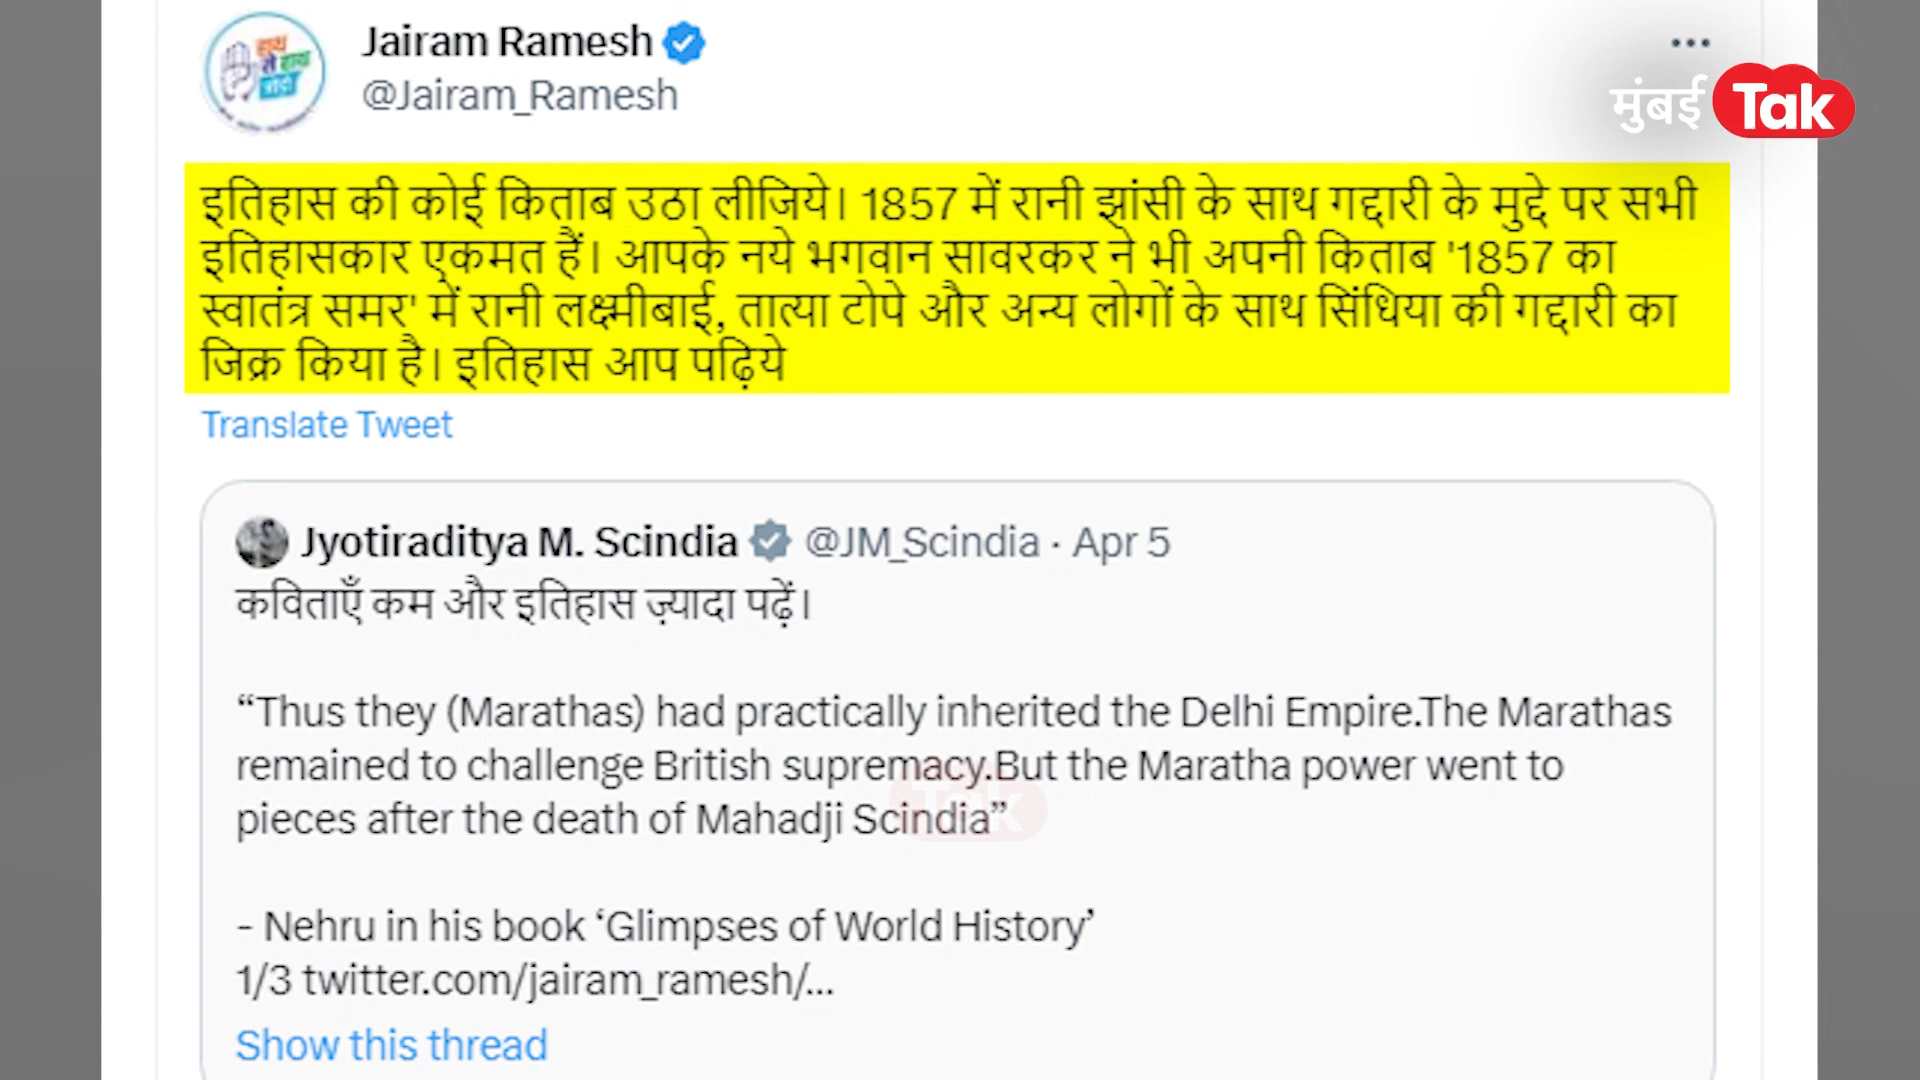 Jairam Ramesh
@Jairam_Ramesh
मुंबई Tak
इतिहास की कोई किताब उठा लीजिये। 1857 में रानी झांसी के साथ गद्दारी के मुद्दे पर सभी
इतिहासकार एकमत हैं। आपके नये भगवान सावरकर ने भी अपनी किताब '1857 का
स्वातंत्र समर' में रानी लक्ष्मीबाई, तात्या टोपे और अन्य लोगों के साथ सिंधिया की गद्दारी का
जिक्र किया है। इतिहास आप पढ़िये
Translate Tweet
Jyotiraditya M. Scindia @JM_Scindia · Apr 5
कविताएँ कम और इतिहास ज़्यादा पढ़ें।
“Thus they (Marathas) had practically inherited the Delhi Empire.The Marathas
remained to challenge British supremacy.But the Maratha power went to
pieces after the death of Mahadji Scindia”
Tak
- Nehru in his book ‘Glimpses of World History’
1/3 twitter.com/jairam_ramesh/...
Show this thread